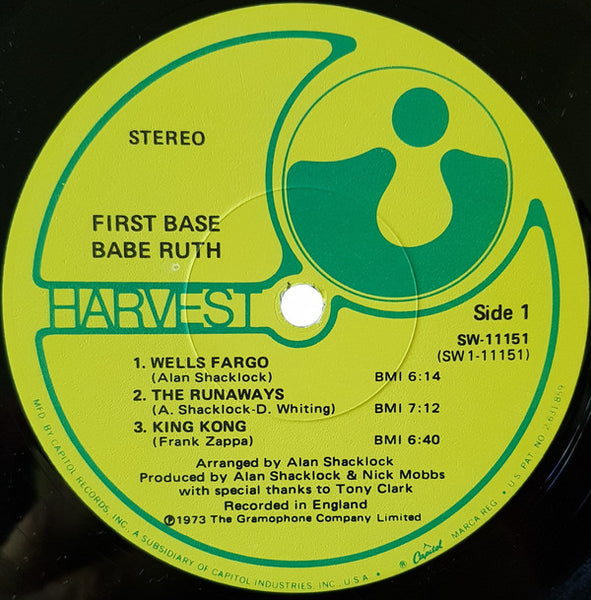 STEREO
FIRST BASE
BABE RUTH
HARVEST
Side 1
SW-11151
(SW1-11151)
1. WELLS FARGO
(Alan Shacklock) BMI 6:14
2. THE RUNAWAYS
(A. Shacklock-D. Whiting) BMI 7:12
3. KING KONG
(Frank Zappa) BMI 6:40
Arranged by Alan Shacklock
Produced by Alan Shacklock & Nick Mobbs
with special thanks to Tony Clark
Recorded in England
Ⓟ1973 The Gramophone Company Limited
MFD. BY CAPITOL RECORDS, INC., A SUBSIDIARY OF CAPITOL INDUSTRIES, INC., U.S.A. • ® Capitol MARCA REG. • U.S. PAT. NO. 2,631,859